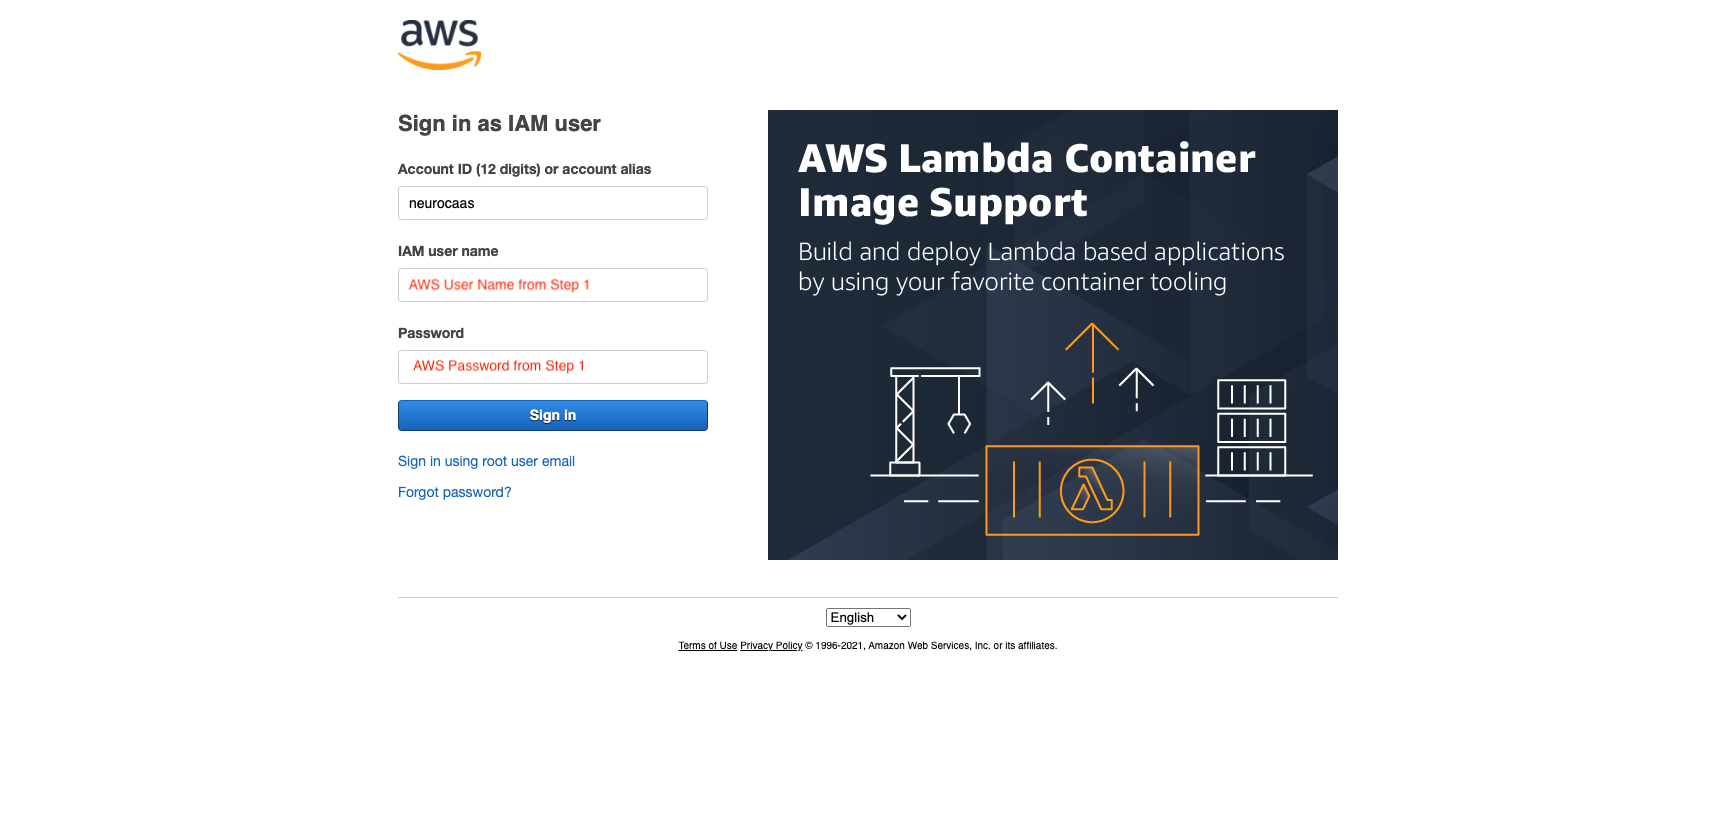 aws
Sign in as IAM user
Account ID (12 digits) or account alias
neurocaas
IAM user name
AWS User Name from Step 1
Password
AWS Password from Step 1
Sign in
Sign in using root user email
Forgot password?
AWS Lambda Container
Image Support
Build and deploy Lambda based applications
by using your favorite container tooling
English
Terms of Use Privacy Policy © 1996-2021, Amazon Web Services, Inc. or its affiliates.